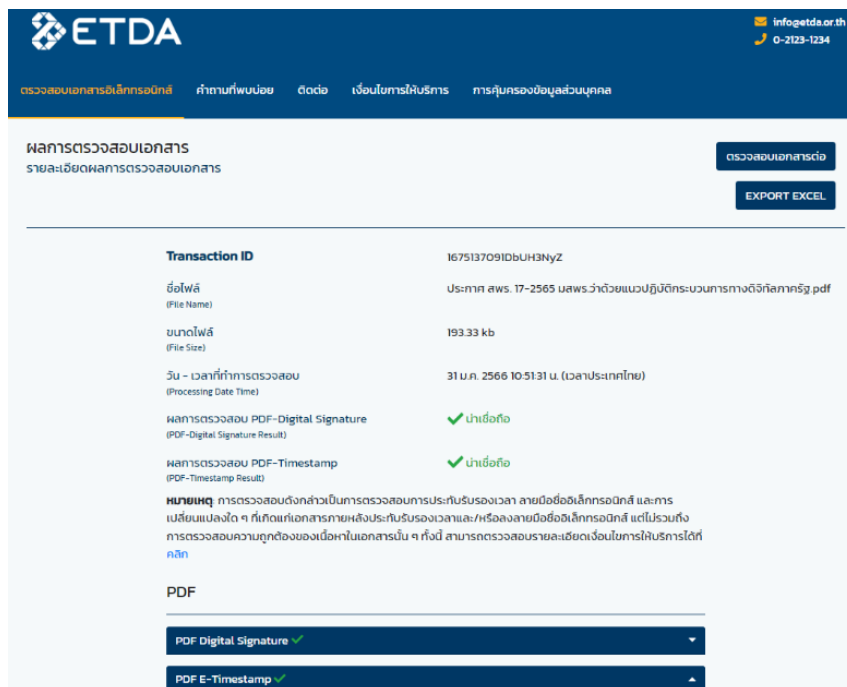 ETDA
info@etda.or.th
0-2123-1234
ตรวจสอบเอกสารอิเล็กทรอนิกส์ คำถามที่พบบ่อย ติดต่อ เงื่อนไขการให้บริการ การคุ้มครองข้อมูลส่วนบุคคล
ผลการตรวจสอบเอกสาร
รายละเอียดผลการตรวจสอบเอกสาร
ตรวจสอบเอกสารต่อ
EXPORT EXCEL
Transaction ID 1675137091DbUH3NyZ
ชื่อไฟล์ ประกาศ สพร. 17-2565 มสพร.ว่าด้วยแนวปฏิบัติกระบวนการทางดิจิทัลภาครัฐ.pdf
(File Name)
ขนาดไฟล์ 193.33 kb
(File Size)
วัน - เวลาที่ทำการตรวจสอบ 31 ม.ค. 2566 10:51:31 น. (เวลาประเทศไทย)
(Processing Date Time)
ผลการตรวจสอบ PDF-Digital Signature น่าเชื่อถือ
(PDF-Digital Signature Result)
ผลการตรวจสอบ PDF-Timestamp น่าเชื่อถือ
(PDF-Timestamp Result)
หมายเหตุ การตรวจสอบดังกล่าวเป็นการตรวจสอบการประทับรับรองเวลา ลายมือชื่ออิเล็กทรอนิกส์ และการ
เปลี่ยนแปลงใด ๆ ที่เกิดแก่เอกสารภายหลังประทับรับรองเวลาและ/หรือลงลายมือชื่ออิเล็กทรอนิกส์ แต่ไม่รวมถึง
การตรวจสอบความถูกต้องของเนื้อหาในเอกสารนั้น ๆ ทั้งนี้ สามารถตรวจสอบรายละเอียดเงื่อนไขการให้บริการได้ที่
คลิก
PDF
PDF Digital Signature
PDF E-Timestamp